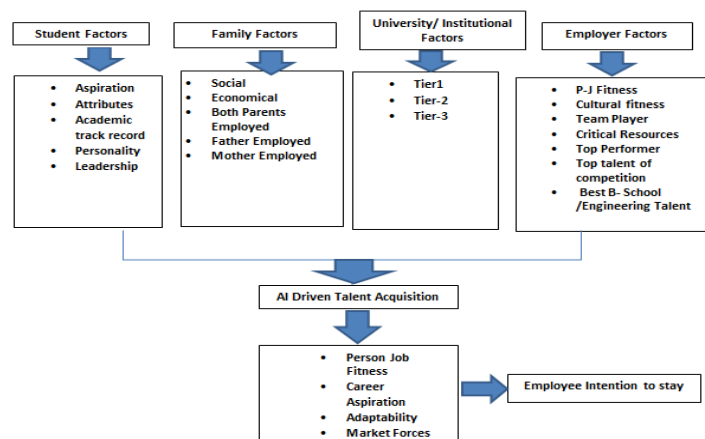 Student Factors
Family Factors
University/ Institutional
Factors
Employer Factors
Aspiration
Attributes
Academic
track record
Personality
Leadership
Social
Economical
Both Parents
Employed
Father Employed
Mother Employed
Tier1
Tier-2
Tier-3
P-J Fitness
Cultural fitness
Team Player
Critical Resources
Top Performer
Top talent of
competition
Best B- School
/Engineering Talent
AI Driven Talent Acquisition
Person Job
Fitness
Career
Aspiration
Adaptability
Market Forces
Employee Intention to stay